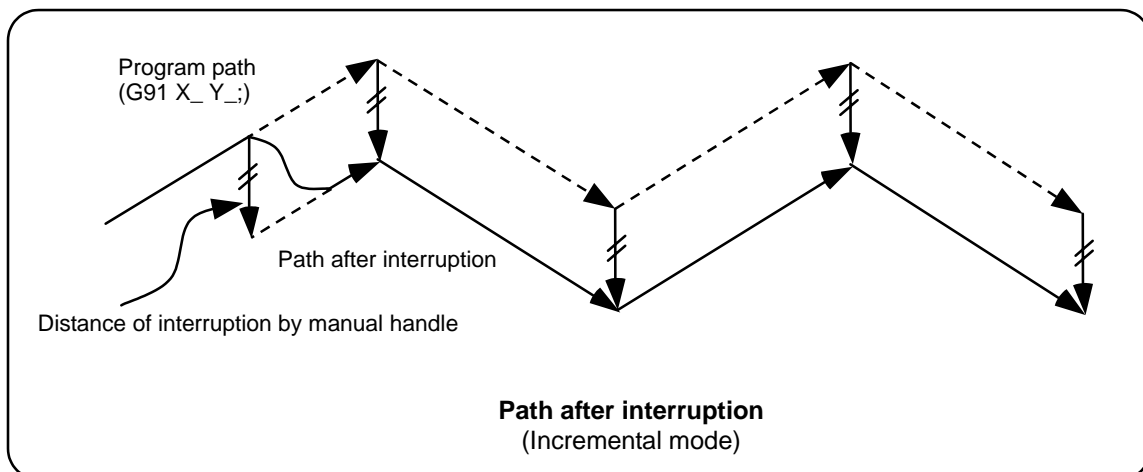 Program path
(G91 X_ Y_;)
Path after interruption
Distance of interruption by manual handle
Path after interruption
(Incremental mode)